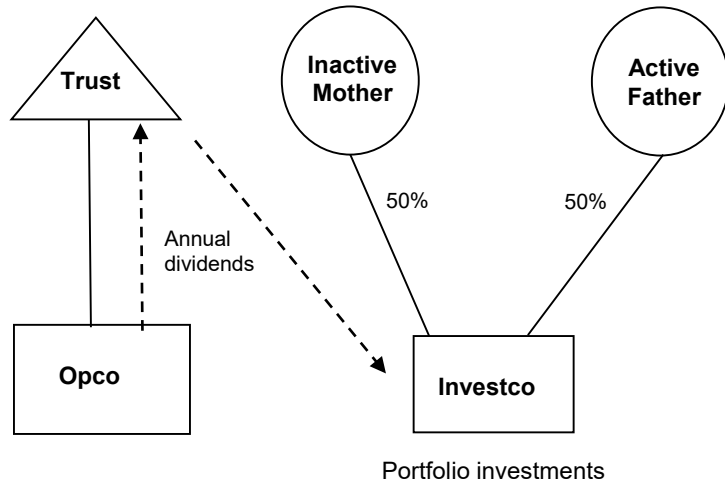 Trust
Inactive
Mother
Active
Father
50%
50%
Annual
dividends
Opco
Investco
Portfolio investments